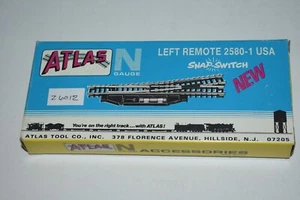 ATLAS
N
GAUGE
LEFT REMOTE 2580-1 USA
SNAP SWITCH
NEW
26012
You're on the right track ... with ATLAS!
ATLAS TOOL CO., INC. 378 FLORENCE AVENUE, HILLSIDE, N.J. 07205
ATLAS N ACCESSORIES